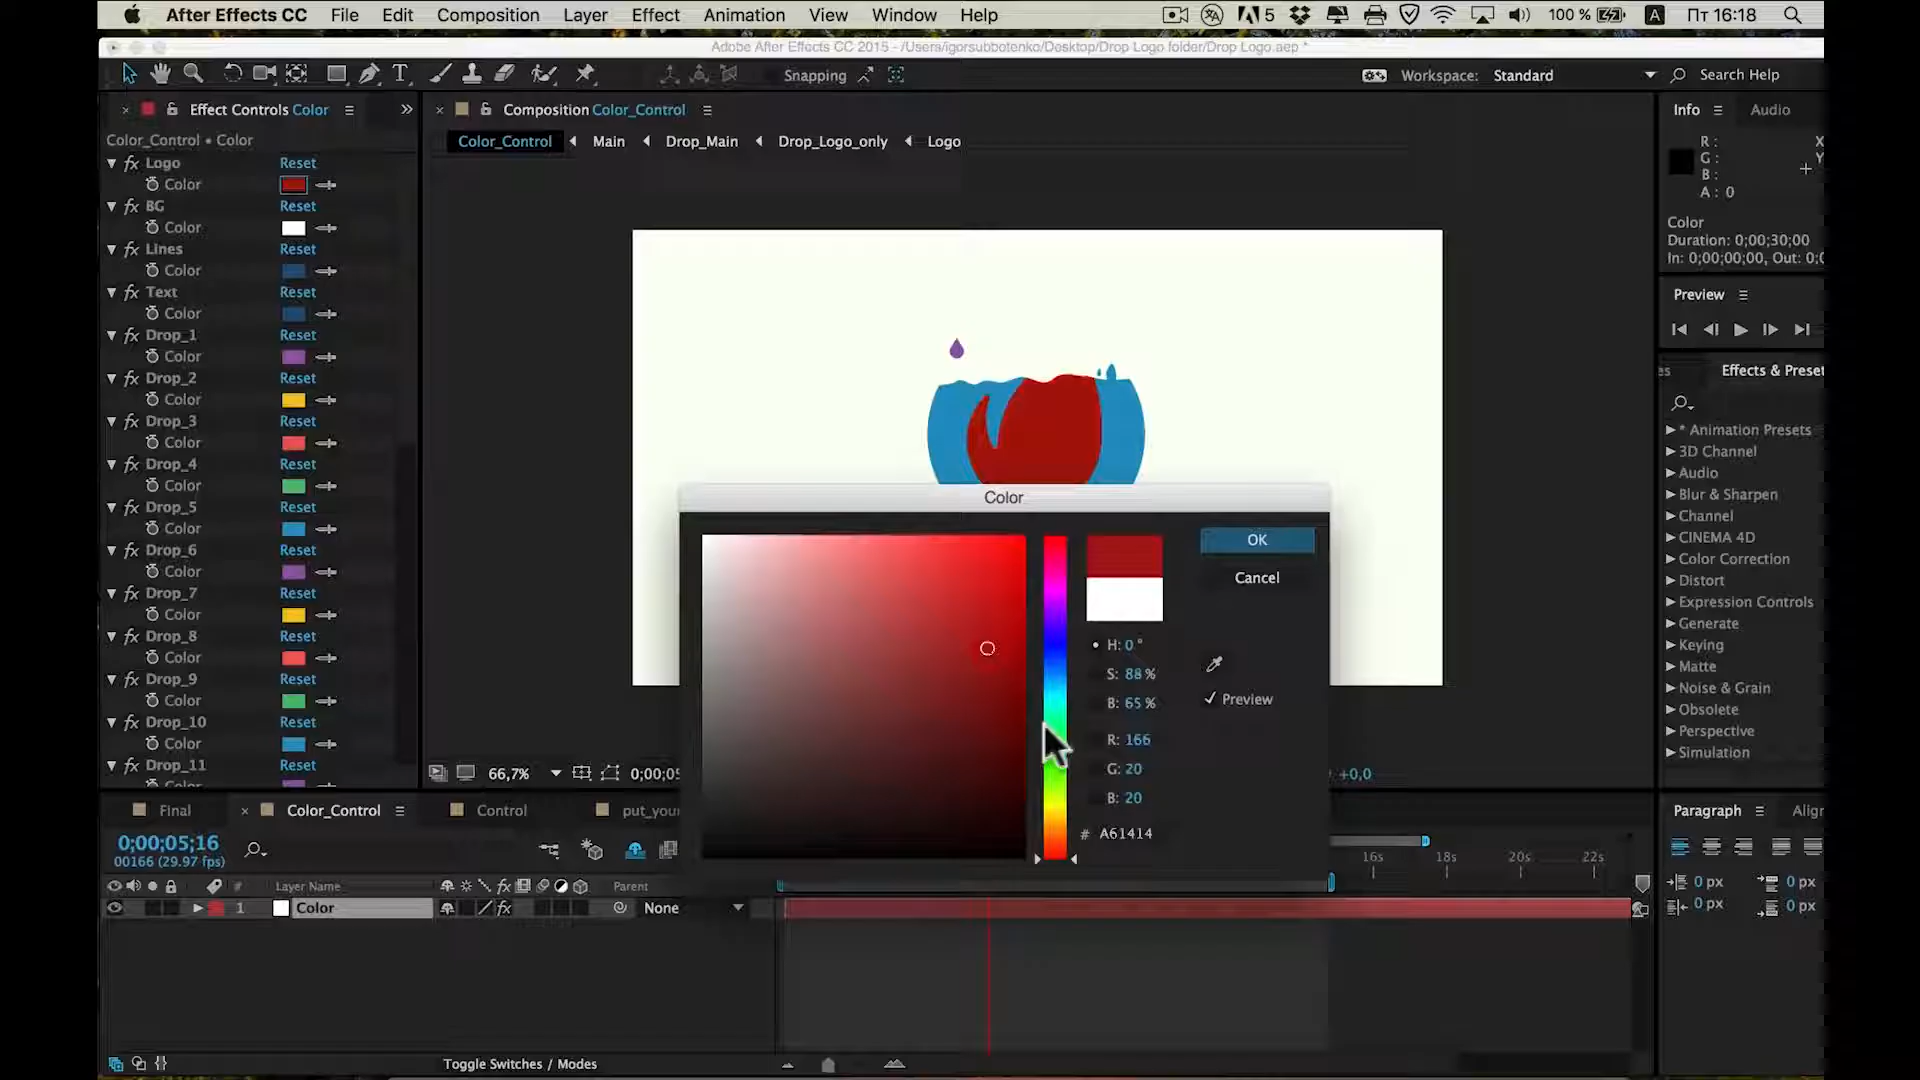 After Effects CC File Edit Composition Layer Effect Animation View Window Help 5 100 % A Пт 16:18
Adobe After Effects CC 2015 - /Users/igorsubbotenko/Desktop/Drop Logo folder/Drop Logo.aep *
Snapping Workspace: Standard Search Help
Effect Controls Color
Color_Control • Color
Logo Reset
Color
BG Reset
Color
Lines Reset
Color
Text Reset
Color
Drop_1 Reset
Color
Drop_2 Reset
Color
Drop_3 Reset
Color
Drop_4 Reset
Color
Drop_5 Reset
Color
Drop_6 Reset
Color
Drop_7 Reset
Color
Drop_8 Reset
Color
Drop_9 Reset
Color
Drop_10 Reset
Color
Drop_11 Reset
Composition Color_Control
Color_Control Main Drop_Main Drop_Logo_only Logo
66,7% 0;00;05 +0,0
Color
OK
Cancel
H: 0 °
S: 88 %
B: 65 %
Preview
R: 166
G: 20
B: 20
# A61414
Info Audio
R : X
G : Y
B :
A : 0
Color
Duration: 0;00;30;00
In: 0;00;00;00, Out: 0;0
Preview
es Effects & Preset
* Animation Presets
3D Channel
Audio
Blur & Sharpen
Channel
CINEMA 4D
Color Correction
Distort
Expression Controls
Generate
Keying
Matte
Noise & Grain
Obsolete
Perspective
Simulation
Final Color_Control Control put_you
0;00;05;16
00166 (29.97 fps)
# Layer Name fx Parent
1 Color fx None
16s 18s 20s 22s
Toggle Switches / Modes
Paragraph Align
0 px 0 px
0 px 0 px